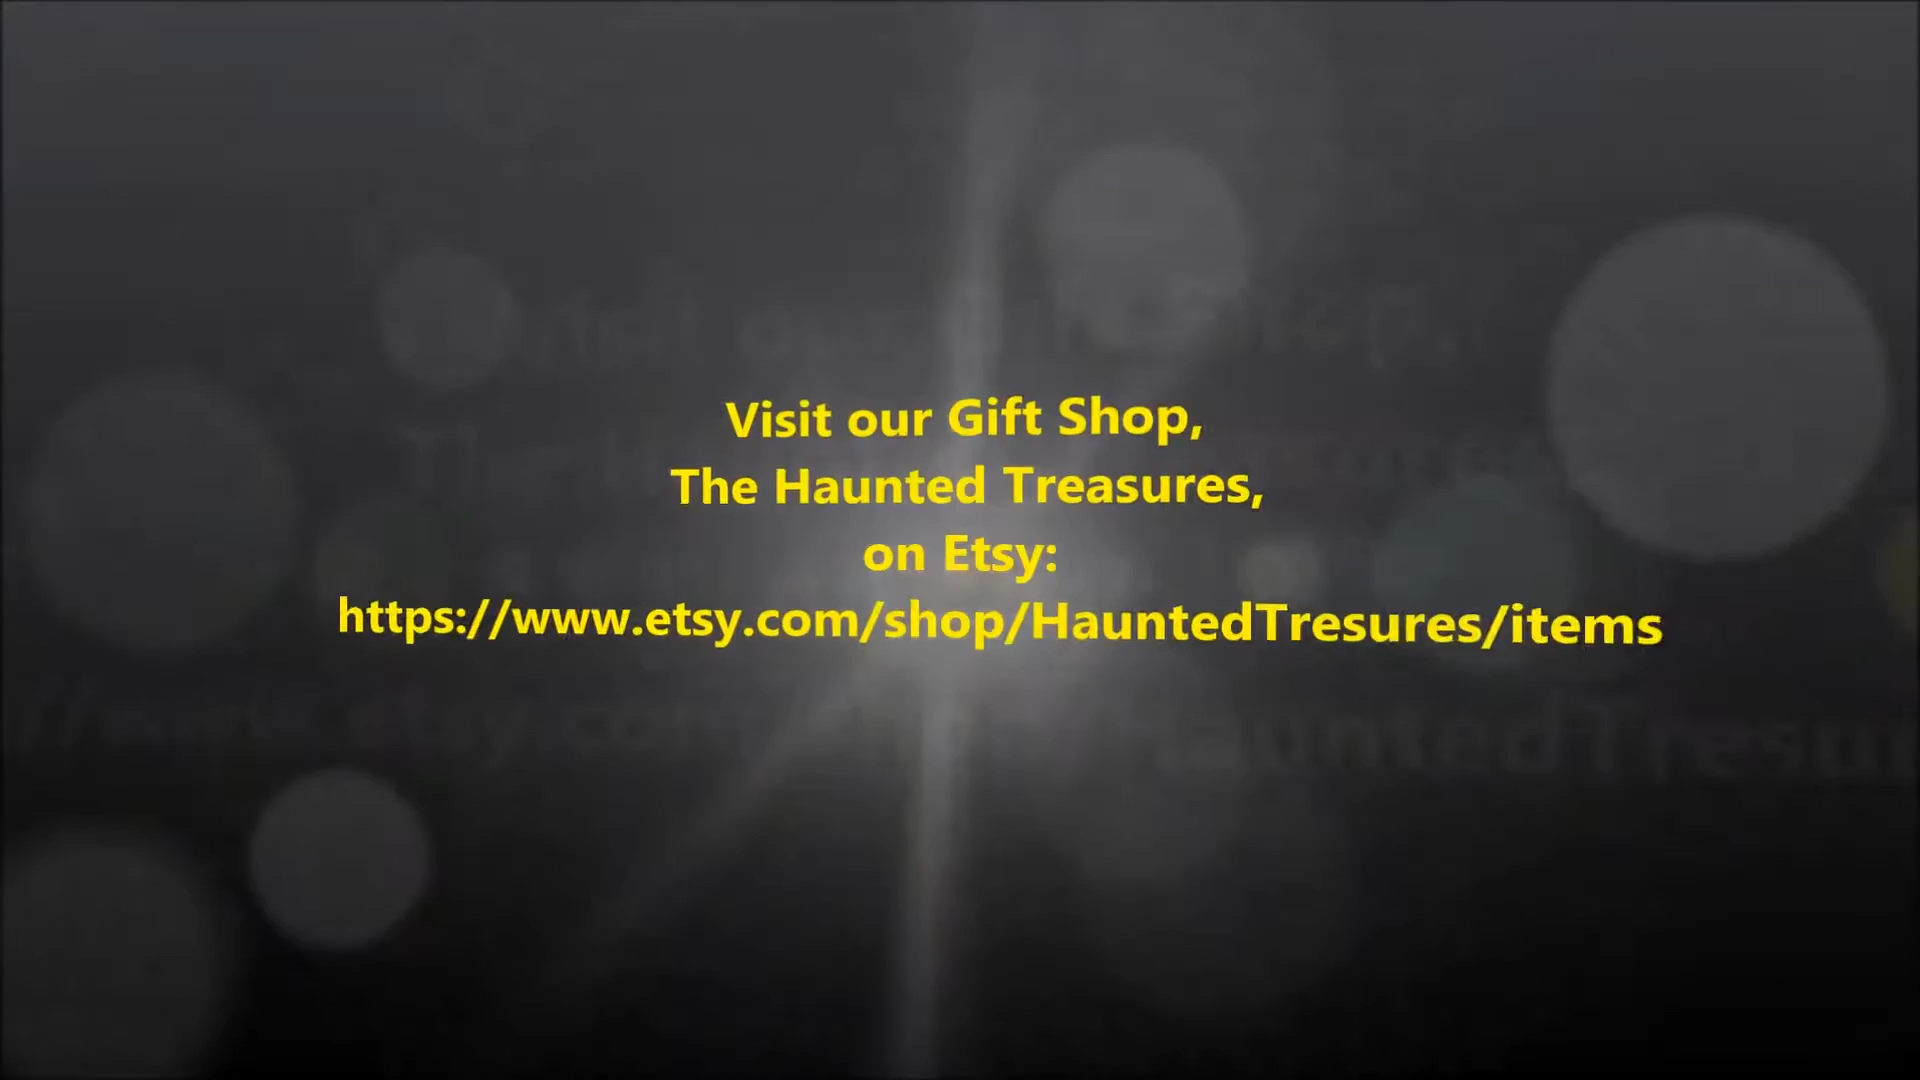 Visit our Gift Shop,
The Haunted Treasures,
on Etsy:
https://www.etsy.com/shop/HauntedTresures/items